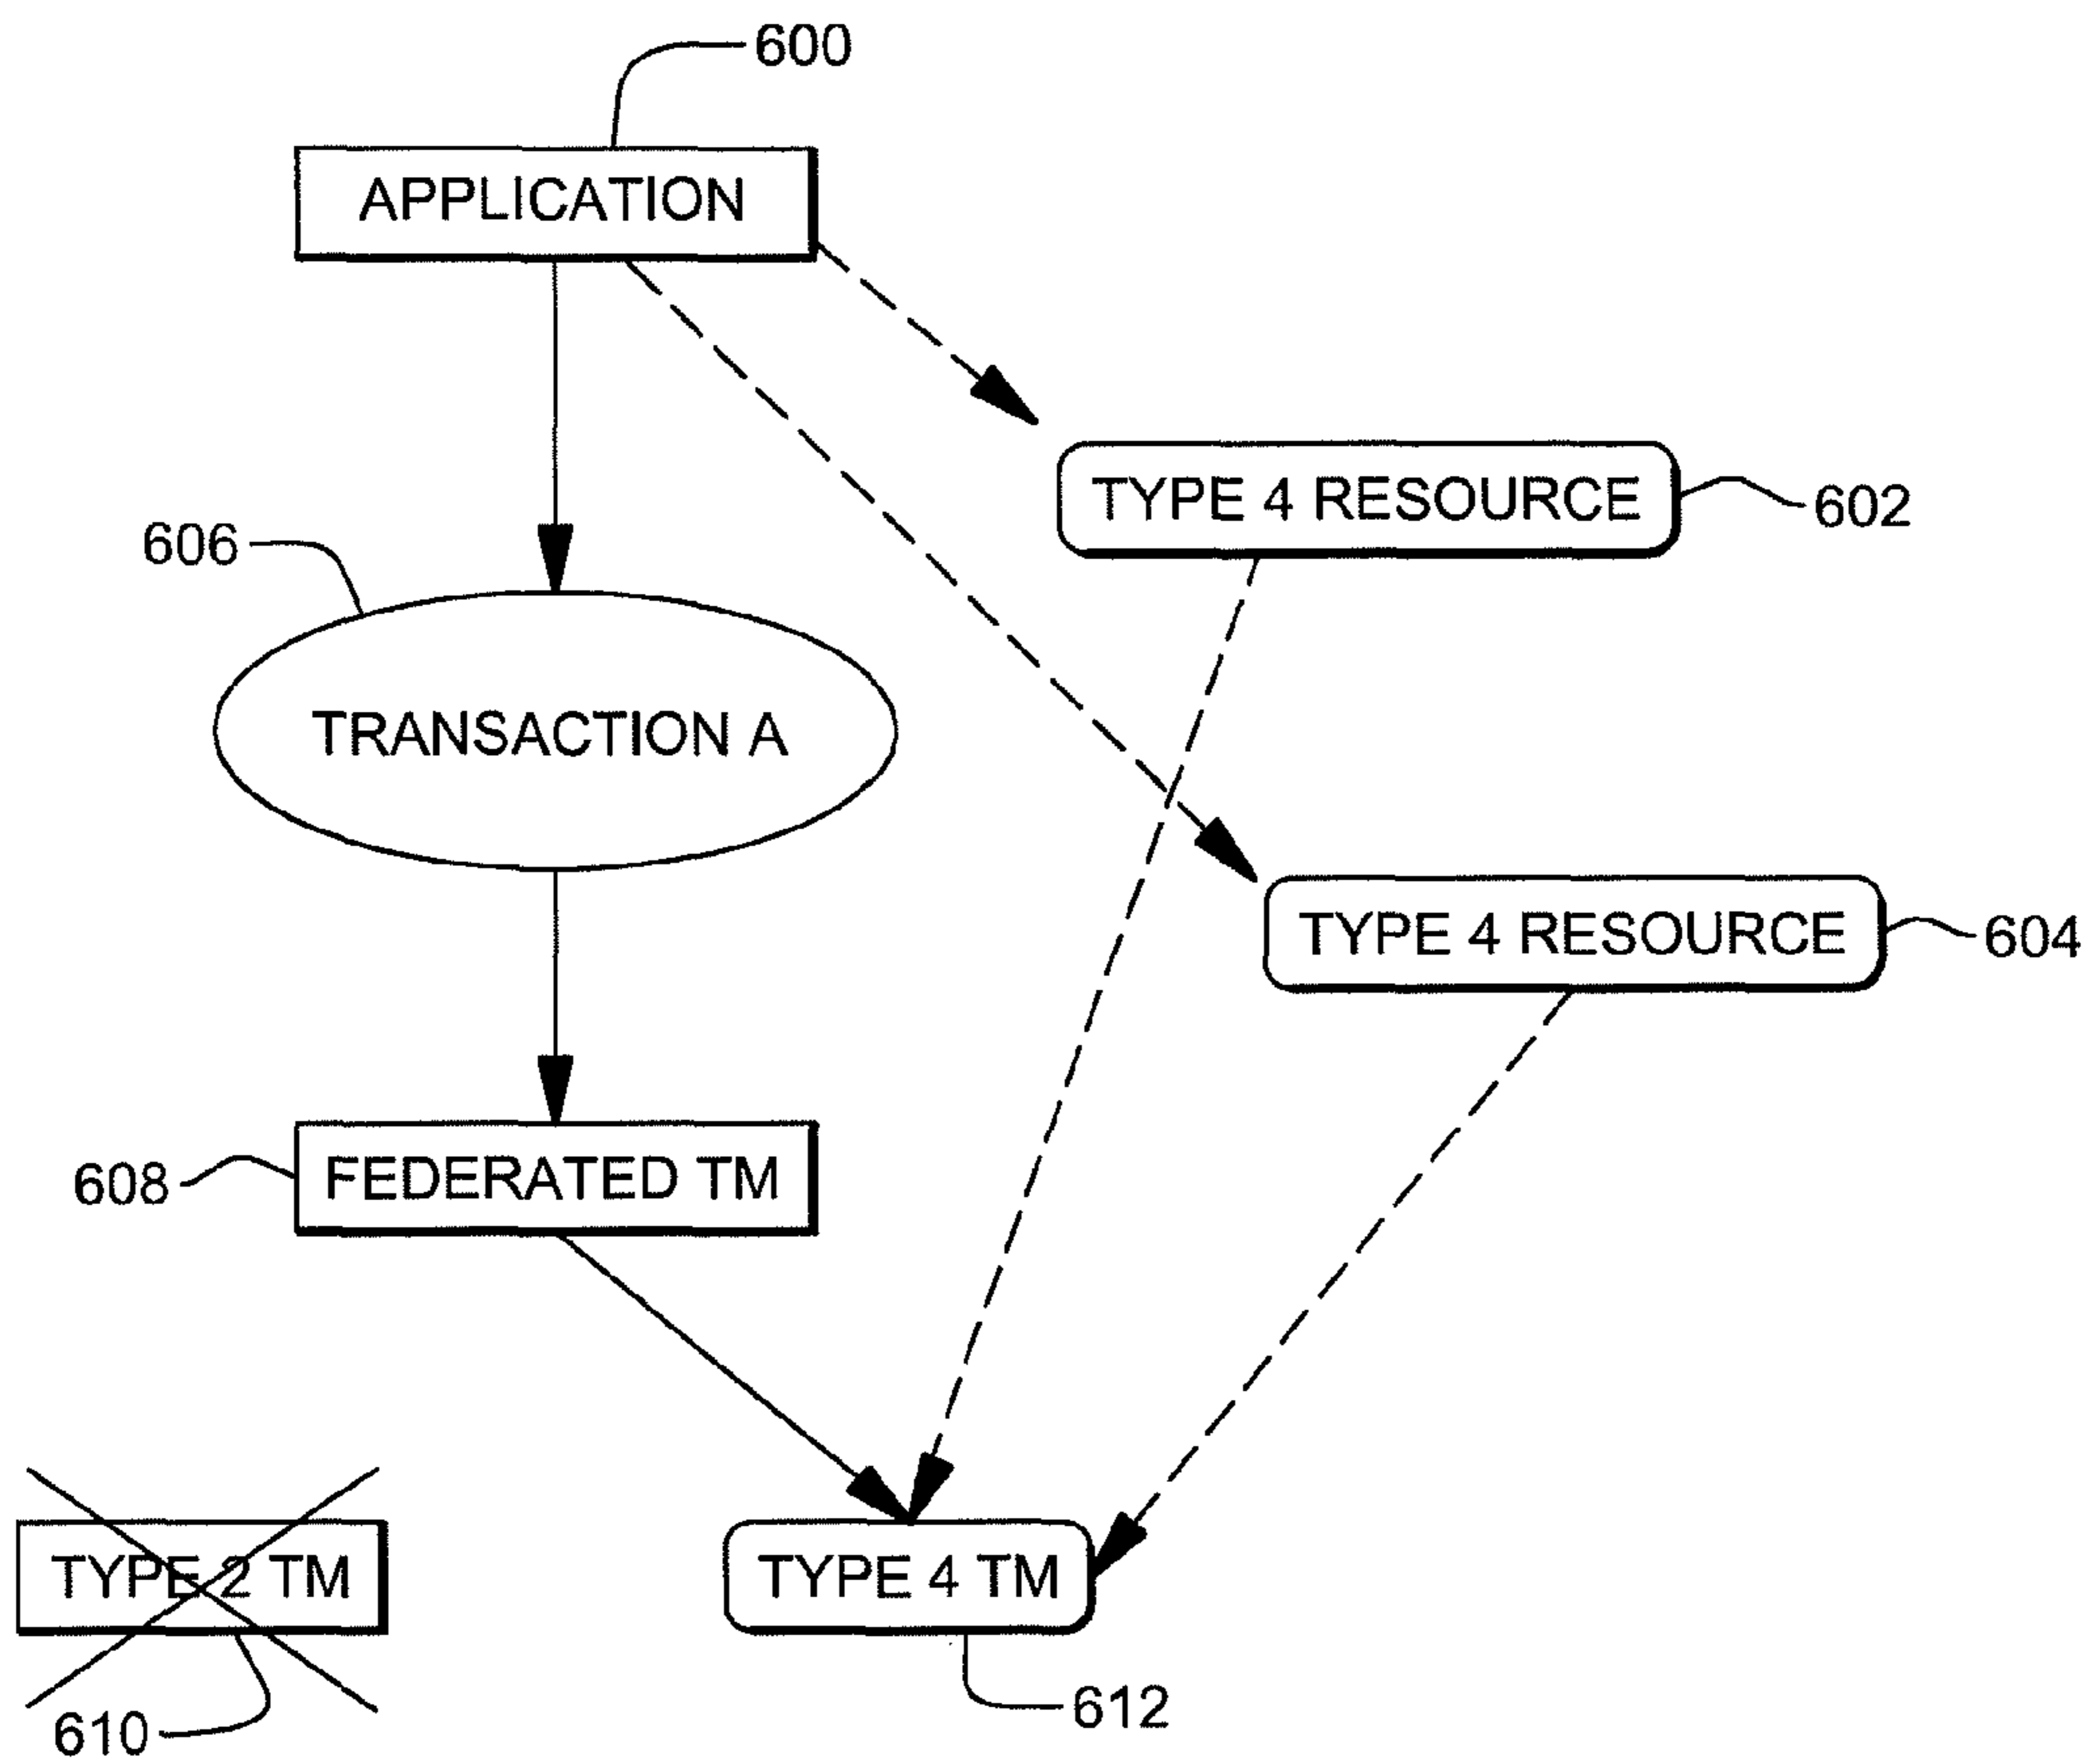 600
APPLICATION
TYPE 4 RESOURCE
602
606
TRANSACTION A
TYPE 4 RESOURCE
604
608
FEDERATED TM
TYPE 2 TM
TYPE 4 TM
610
612